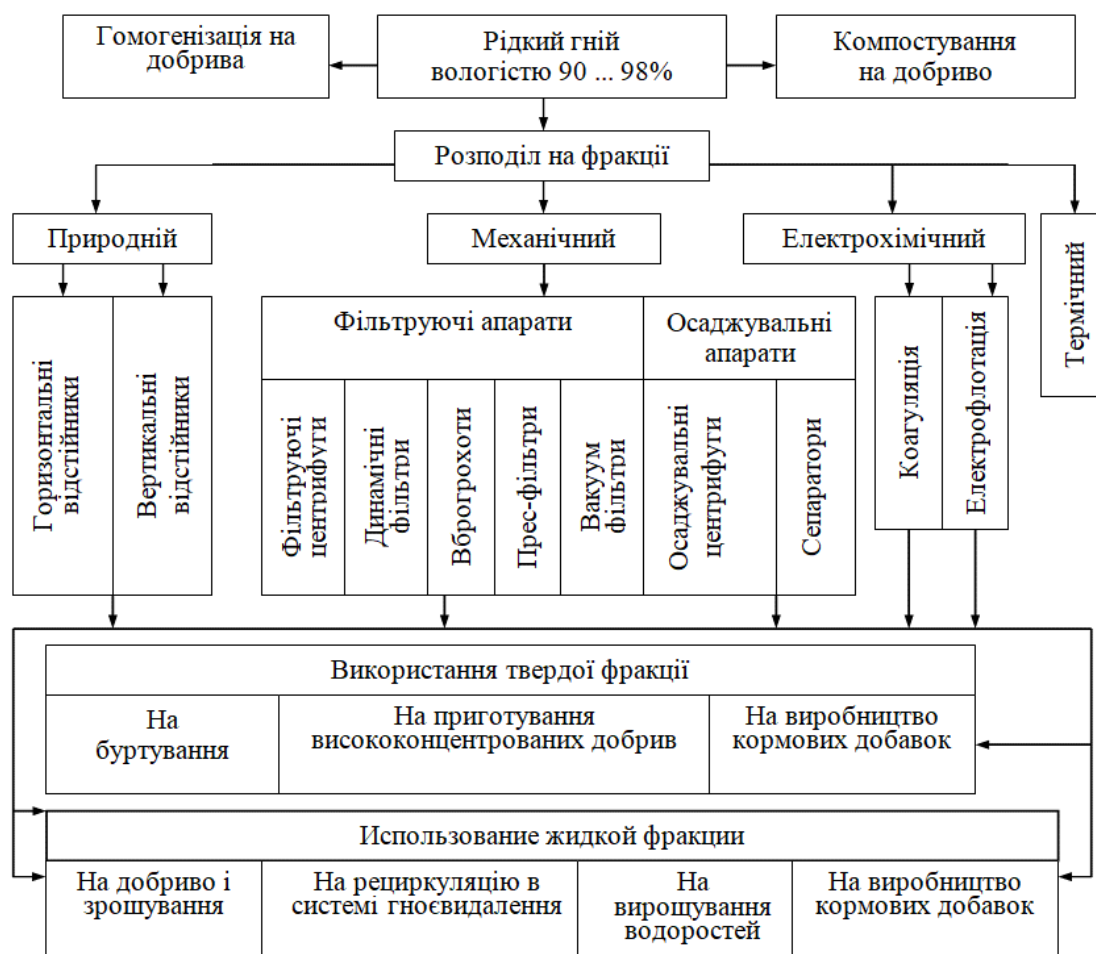 Гомогенізація на
добрива
Рідкий гній
вологістю 90 ... 98%
Компостування
на добриво
Розподіл на фракції
Природній
Механічний
Електрохімічний
Термічний
Горизонтальні
відстійники
Вертикальні
відстійники
Фільтруючі апарати
Осаджувальні
апарати
Фільтруючі
центрифуги
Динамічні
фільтри
Вброгрохоти
Прес-фільтри
Вакуум
фільтри
Осаджувальні
центрифуги
Сепаратори
Коагуляція
Електрофлотація
Використання твердої фракції
На
буртування
На приготування
висококонцентрованих добрив
На виробництво
кормових добавок
Использование жидкой фракции
На добриво і
зрошування
На рециркуляцію в
системі гноєвидалення
На
вирощування
водоростей
На виробництво
кормових добавок